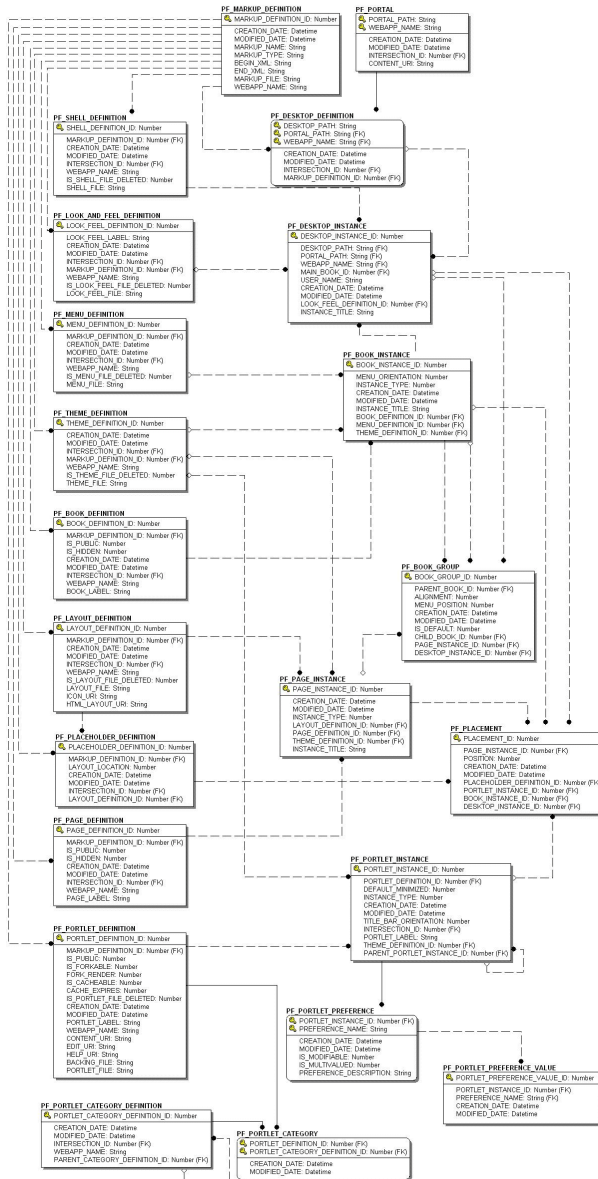 PF_MARKUP_DEFINITION
MARKUP_DEFINITION_ID: Number
CREATION_DATE: Datetime
MODIFIED_DATE: Datetime
MARKUP_NAME: String
MARKUP_TYPE: String
BEGIN_XML: String
END_XML: String
MARKUP_FILE: String
WEBAPP_NAME: String
PF_PORTAL
PORTAL_PATH: String
WEBAPP_NAME: String
CREATION_DATE: Datetime
MODIFIED_DATE: Datetime
INTERSECTION_ID: Number (FK)
CONTENT_URI: String
PF_SHELL_DEFINITION
SHELL_DEFINITION_ID: Number
MARKUP_DEFINITION_ID: Number (FK)
CREATION_DATE: Datetime
MODIFIED_DATE: Datetime
INTERSECTION_ID: Number (FK)
WEBAPP_NAME: String
IS_SHELL_FILE_DELETED: Number
SHELL_FILE: String
PF_DESKTOP_DEFINITION
DESKTOP_PATH: String
PORTAL_PATH: String (FK)
WEBAPP_NAME: String (FK)
CREATION_DATE: Datetime
MODIFIED_DATE: Datetime
INTERSECTION_ID: Number (FK)
MARKUP_DEFINITION_ID: Number (FK)
PF_LOOK_AND_FEEL_DEFINITION
LOOK_FEEL_DEFINITION_ID: Number
LOOK_FEEL_LABEL: String
CREATION_DATE: Datetime
MODIFIED_DATE: Datetime
INTERSECTION_ID: Number (FK)
MARKUP_DEFINITION_ID: Number (FK)
WEBAPP_NAME: String
IS_LOOK_FEEL_FILE_DELETED: Number
LOOK_FEEL_FILE: String
PF_DESKTOP_INSTANCE
DESKTOP_INSTANCE_ID: Number
DESKTOP_PATH: String (FK)
PORTAL_PATH: String (FK)
WEBAPP_NAME: String (FK)
MAIN_BOOK_ID: Number (FK)
USER_NAME: String
CREATION_DATE: Datetime
MODIFIED_DATE: Datetime
LOOK_FEEL_DEFINITION_ID: Number (FK)
INSTANCE_TITLE: String
PF_MENU_DEFINITION
MENU_DEFINITION_ID: Number
MARKUP_DEFINITION_ID: Number (FK)
CREATION_DATE: Datetime
MODIFIED_DATE: Datetime
INTERSECTION_ID: Number (FK)
WEBAPP_NAME: String
IS_MENU_FILE_DELETED: Number
MENU_FILE: String
PF_BOOK_INSTANCE
BOOK_INSTANCE_ID: Number
MENU_ORIENTATION: Number
INSTANCE_TYPE: Number
CREATION_DATE: Datetime
MODIFIED_DATE: Datetime
INSTANCE_TITLE: String
BOOK_DEFINITION_ID: Number (FK)
MENU_DEFINITION_ID: Number (FK)
THEME_DEFINITION_ID: Number (FK)
PF_THEME_DEFINITION
THEME_DEFINITION_ID: Number
CREATION_DATE: Datetime
MODIFIED_DATE: Datetime
INTERSECTION_ID: Number (FK)
MARKUP_DEFINITION_ID: Number (FK)
WEBAPP_NAME: String
IS_THEME_FILE_DELETED: Number
THEME_FILE: String
PF_BOOK_DEFINITION
BOOK_DEFINITION_ID: Number
MARKUP_DEFINITION_ID: Number (FK)
IS_PUBLIC: Number
IS_HIDDEN: Number
CREATION_DATE: Datetime
MODIFIED_DATE: Datetime
INTERSECTION_ID: Number (FK)
WEBAPP_NAME: String
BOOK_LABEL: String
PF_BOOK_GROUP
BOOK_GROUP_ID: Number
PARENT_BOOK_ID: Number (FK)
ALIGNMENT: Number
MENU_POSITION: Number
CREATION_DATE: Datetime
MODIFIED_DATE: Datetime
IS_DEFAULT: Number
CHILD_BOOK_ID: Number (FK)
PAGE_INSTANCE_ID: Number (FK)
DESKTOP_INSTANCE_ID: Number (FK)
PF_LAYOUT_DEFINITION
LAYOUT_DEFINITION_ID: Number
MARKUP_DEFINITION_ID: Number (FK)
CREATION_DATE: Datetime
MODIFIED_DATE: Datetime
INTERSECTION_ID: Number (FK)
WEBAPP_NAME: String
IS_LAYOUT_FILE_DELETED: Number
LAYOUT_FILE: String
ICON_URI: String
HTML_LAYOUT_URI: String
PF_PAGE_INSTANCE
PAGE_INSTANCE_ID: Number
CREATION_DATE: Datetime
MODIFIED_DATE: Datetime
INSTANCE_TYPE: Number
LAYOUT_DEFINITION_ID: Number (FK)
PAGE_DEFINITION_ID: Number (FK)
THEME_DEFINITION_ID: Number (FK)
INSTANCE_TITLE: String
PF_PLACEMENT
PLACEMENT_ID: Number
PAGE_INSTANCE_ID: Number (FK)
POSITION: Number
CREATION_DATE: Datetime
MODIFIED_DATE: Datetime
PLACEHOLDER_DEFINITION_ID: Number (FK)
PORTLET_INSTANCE_ID: Number (FK)
BOOK_INSTANCE_ID: Number (FK)
DESKTOP_INSTANCE_ID: Number (FK)
PF_PLACEHOLDER_DEFINITION
PLACEHOLDER_DEFINITION_ID: Number
MARKUP_DEFINITION_ID: Number (FK)
LAYOUT_LOCATION: Number
CREATION_DATE: Datetime
MODIFIED_DATE: Datetime
INTERSECTION_ID: Number (FK)
LAYOUT_DEFINITION_ID: Number (FK)
PF_PAGE_DEFINITION
PAGE_DEFINITION_ID: Number
MARKUP_DEFINITION_ID: Number (FK)
IS_PUBLIC: Number
IS_HIDDEN: Number
CREATION_DATE: Datetime
MODIFIED_DATE: Datetime
INTERSECTION_ID: Number (FK)
WEBAPP_NAME: String
PAGE_LABEL: String
PF_PORTLET_INSTANCE
PORTLET_INSTANCE_ID: Number
PORTLET_DEFINITION_ID: Number (FK)
DEFAULT_MINIMIZED: Number
INSTANCE_TYPE: Number
CREATION_DATE: Datetime
MODIFIED_DATE: Datetime
TITLE_BAR_ORIENTATION: Number
INTERSECTION_ID: Number (FK)
PORTLET_LABEL: String
THEME_DEFINITION_ID: Number (FK)
PARENT_PORTLET_INSTANCE_ID: Number (FK)
PF_PORTLET_DEFINITION
PORTLET_DEFINITION_ID: Number
MARKUP_DEFINITION_ID: Number (FK)
IS_PUBLIC: Number
IS_FORKABLE: Number
FORK_RENDER: Number
IS_CACHEABLE: Number
CACHE_EXPIRES: Number
IS_PORTLET_FILE_DELETED: Number
CREATION_DATE: Datetime
MODIFIED_DATE: Datetime
PORTLET_LABEL: String
WEBAPP_NAME: String
CONTENT_URI: String
EDIT_URI: String
HELP_URI: String
BACKING_FILE: String
PORTLET_FILE: String
PF_PORTLET_PREFERENCE
PORTLET_INSTANCE_ID: Number (FK)
PREFERENCE_NAME: String
CREATION_DATE: Datetime
MODIFIED_DATE: Datetime
IS_MODIFIABLE: Number
IS_MULTIVALUED: Number
PREFERENCE_DESCRIPTION: String
PF_PORTLET_PREFERENCE_VALUE
PORTLET_PREFERENCE_VALUE_ID: Number
PORTLET_INSTANCE_ID: Number (FK)
PREFERENCE_NAME: String (FK)
CREATION_DATE: Datetime
MODIFIED_DATE: Datetime
PF_PORTLET_CATEGORY_DEFINITION
PORTLET_CATEGORY_DEFINITION_ID: Number
CREATION_DATE: Datetime
MODIFIED_DATE: Datetime
INTERSECTION_ID: Number (FK)
WEBAPP_NAME: String
PARENT_CATEGORY_DEFINITION_ID: Number (FK)
PF_PORTLET_CATEGORY
PORTLET_DEFINITION_ID: Number (FK)
PORTLET_CATEGORY_DEFINITION_ID: Number (FK)
CREATION_DATE: Datetime
MODIFIED_DATE: Datetime